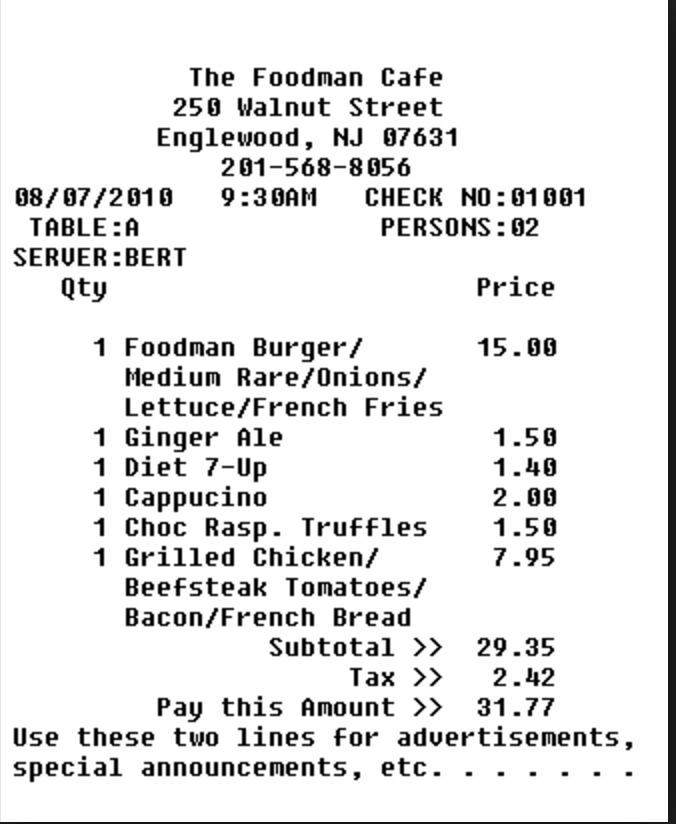 The Foodman Cafe
250 Walnut Street
Englewood, NJ 07631
201-568-8056
08/07/2010 9:30AM CHECK NO:01001
TABLE:A PERSONS:02
SERVER:BERT
Qty Price
1 Foodman Burger/ 15.00
Medium Rare/Onions/
Lettuce/French Fries
1 Ginger Ale 1.50
1 Diet 7-Up 1.40
1 Cappucino 2.00
1 Choc Rasp. Truffles 1.50
1 Grilled Chicken/ 7.95
Beefsteak Tomatoes/
Bacon/French Bread
Subtotal >> 29.35
Tax >> 2.42
Pay this Amount >> 31.77
Use these two lines for advertisements,
special announcements, etc. . . . . . .